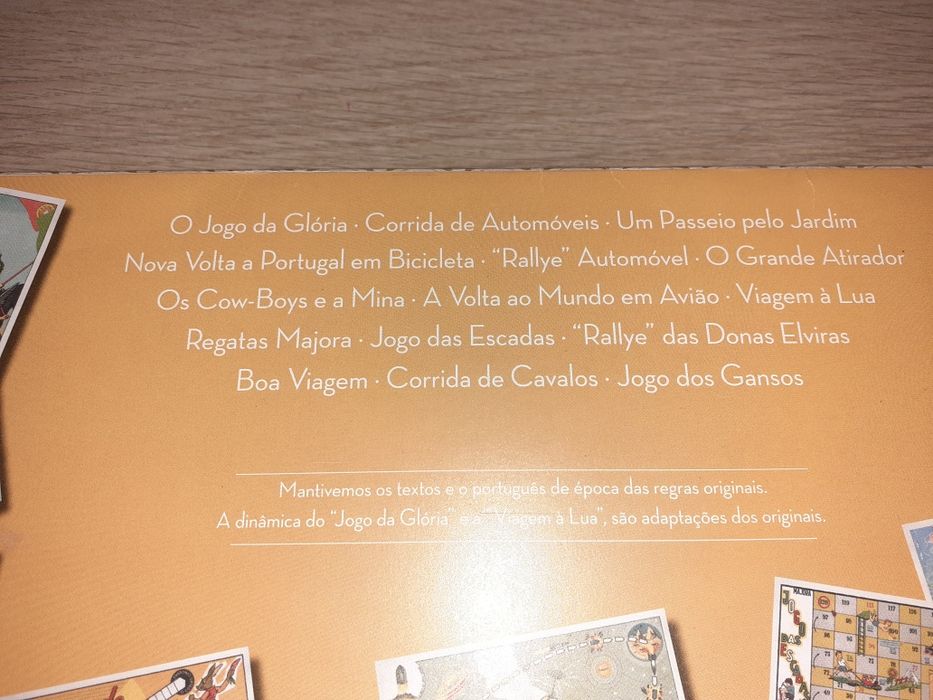 O Jogo da Glória · Corrida de Automóveis · Um Passeio pelo Jardim
Nova Volta a Portugal em Bicicleta · “Rallye” Automóvel · O Grande Atirador
Os Cow-Boys e a Mina · A Volta ao Mundo em Avião · Viagem à Lua
Regatas Majora · Jogo das Escadas · “Rallye” das Donas Elviras
Boa Viagem · Corrida de Cavalos · Jogo dos Gansos
Mantivemos os textos e o português de época das regras originais.
A dinâmica do “Jogo da Glória” e a “Viagem à Lua”, são adaptações dos originais.
MAJORA
JOGO
DAS